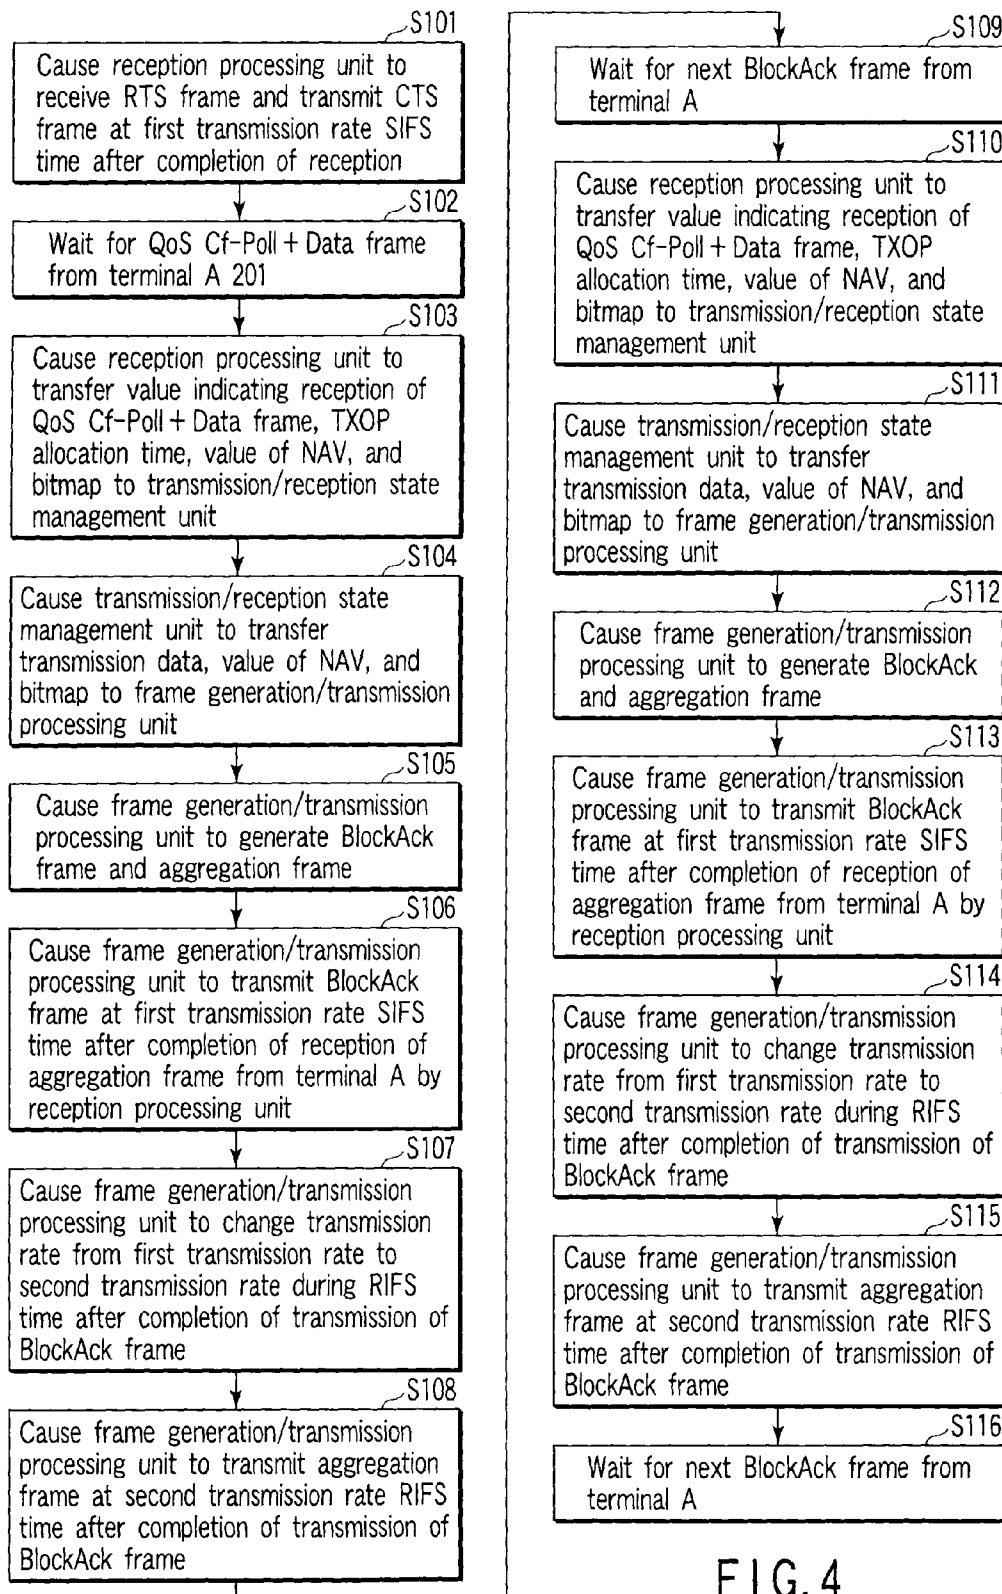 S101
Cause reception processing unit to
receive RTS frame and transmit CTS
frame at first transmission rate SIFS
time after completion of reception
S102
Wait for QoS Cf-Poll + Data frame
from terminal A 201
S103
Cause reception processing unit to
transfer value indicating reception of
QoS Cf-Poll + Data frame, TXOP
allocation time, value of NAV, and
bitmap to transmission/reception state
management unit
S104
Cause transmission/reception state
management unit to transfer
transmission data, value of NAV, and
bitmap to frame generation/transmission
processing unit
S105
Cause frame generation/transmission
processing unit to generate BlockAck
frame and aggregation frame
S106
Cause frame generation/transmission
processing unit to transmit BlockAck
frame at first transmission rate SIFS
time after completion of reception of
aggregation frame from terminal A by
reception processing unit
S107
Cause frame generation/transmission
processing unit to change transmission
rate from first transmission rate to
second transmission rate during RIFS
time after completion of transmission of
BlockAck frame
S108
Cause frame generation/transmission
processing unit to transmit aggregation
frame at second transmission rate RIFS
time after completion of transmission of
BlockAck frame
S109
Wait for next BlockAck frame from
terminal A
S110
Cause reception processing unit to
transfer value indicating reception of
QoS Cf-Poll + Data frame, TXOP
allocation time, value of NAV, and
bitmap to transmission/reception state
management unit
S111
Cause transmission/reception state
management unit to transfer
transmission data, value of NAV, and
bitmap to frame generation/transmission
processing unit
S112
Cause frame generation/transmission
processing unit to generate BlockAck
and aggregation frame
S113
Cause frame generation/transmission
processing unit to transmit BlockAck
frame at first transmission rate SIFS
time after completion of reception of
aggregation frame from terminal A by
reception processing unit
S114
Cause frame generation/transmission
processing unit to change transmission
rate from first transmission rate to
second transmission rate during RIFS
time after completion of transmission of
BlockAck frame
S115
Cause frame generation/transmission
processing unit to transmit aggregation
frame at second transmission rate RIFS
time after completion of transmission of
BlockAck frame
S116
Wait for next BlockAck frame from
terminal A
FIG. 4